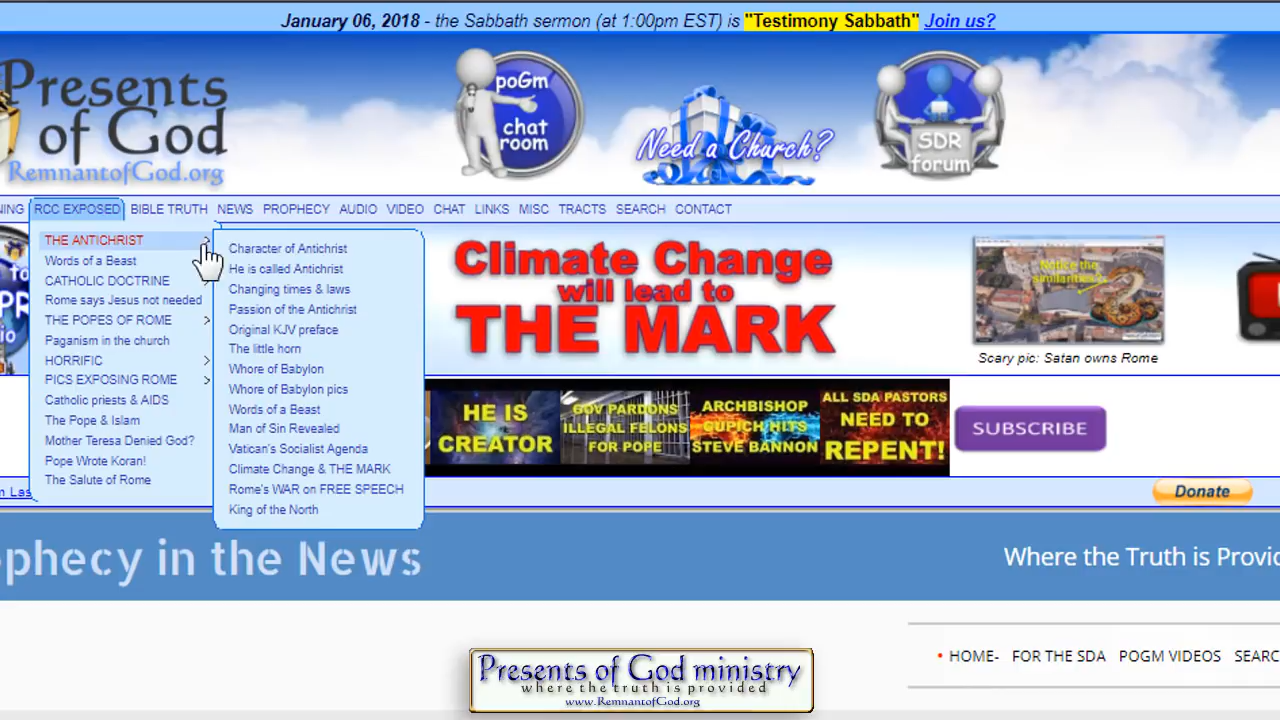 January 06, 2018 - the Sabbath sermon (at 1:00pm EST) is "Testimony Sabbath" Join us?
Presents
of God
RemnantofGod.org
poGm
chat
room
Need a Church?
SDR
forum
NING RCC EXPOSED BIBLE TRUTH NEWS PROPHECY AUDIO VIDEO CHAT LINKS MISC TRACTS SEARCH CONTACT
THE ANTICHRIST >
Words of a Beast
CATHOLIC DOCTRINE
Rome says Jesus not needed
THE POPES OF ROME >
Paganism in the church
HORRIFIC >
PICS EXPOSING ROME >
Catholic priests & AIDS
The Pope & Islam
Mother Teresa Denied God?
Pope Wrote Koran!
The Salute of Rome
Character of Antichrist
He is called Antichrist
Changing times & laws
Passion of the Antichrist
Original KJV preface
The little horn
Whore of Babylon
Whore of Babylon pics
Words of a Beast
Man of Sin Revealed
Vatican's Socialist Agenda
Climate Change & THE MARK
Rome's WAR on FREE SPEECH
King of the North
Climate Change
will lead to
THE MARK
Notice the
similarities?
Scary pic: Satan owns Rome
HE IS
CREATOR
GOV PARDONS
ILLEGAL FELONS
FOR POPE
ARCHBISHOP
CUPICH HITS
STEVE BANNON
ALL SDA PASTORS
NEED TO
REPENT!
SUBSCRIBE
m Las
Donate
ophecy in the News
Where the Truth is Provid
• HOME- FOR THE SDA POGM VIDEOS SEARC
Presents of God ministry
where the truth is provided
www.RemnantofGod.org